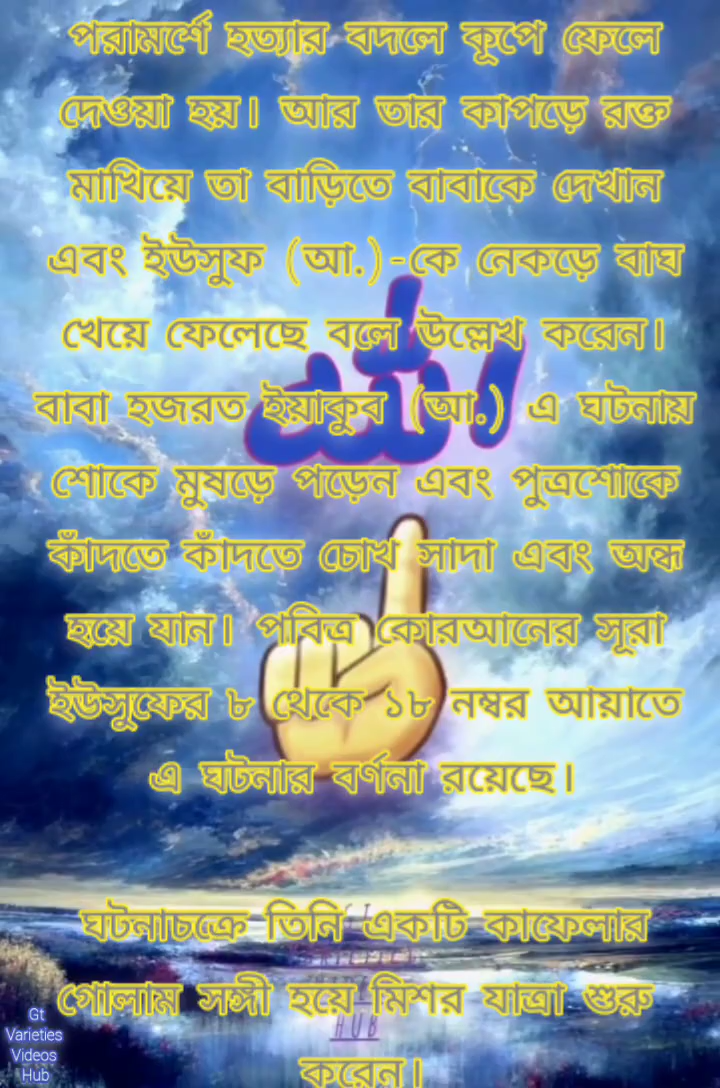 পরামর্শে হত্যার বদলে কূপে ফেলে
দেওয়া হয়। আর তার কাপড়ে রক্ত
মাখিয়ে তা বাড়িতে বাবাকে দেখান
এবং ইউসুফ (আ.)-কে নেকড়ে বাঘ
খেয়ে ফেলেছে বলে উল্লেখ করেন।
الله
বাবা হজরত ইয়াকুব (আ.) এ ঘটনায়
শোকে মুষড়ে পড়েন এবং পুত্রশোকে
কাঁদতে কাঁদতে চোখ সাদা এবং অন্ধ
হয়ে যান। পবিত্র কোরআনের সূরা
ইউসুফের ৮ থেকে ১৮ নম্বর আয়াতে
এ ঘটনার বর্ণনা রয়েছে।
ঘটনাচক্রে তিনি একটি কাফেলার
গোলাম সঙ্গী হয়ে মিশর যাত্রা শুরু
করেন।
HUB
Gt
Varieties
Videos
Hub